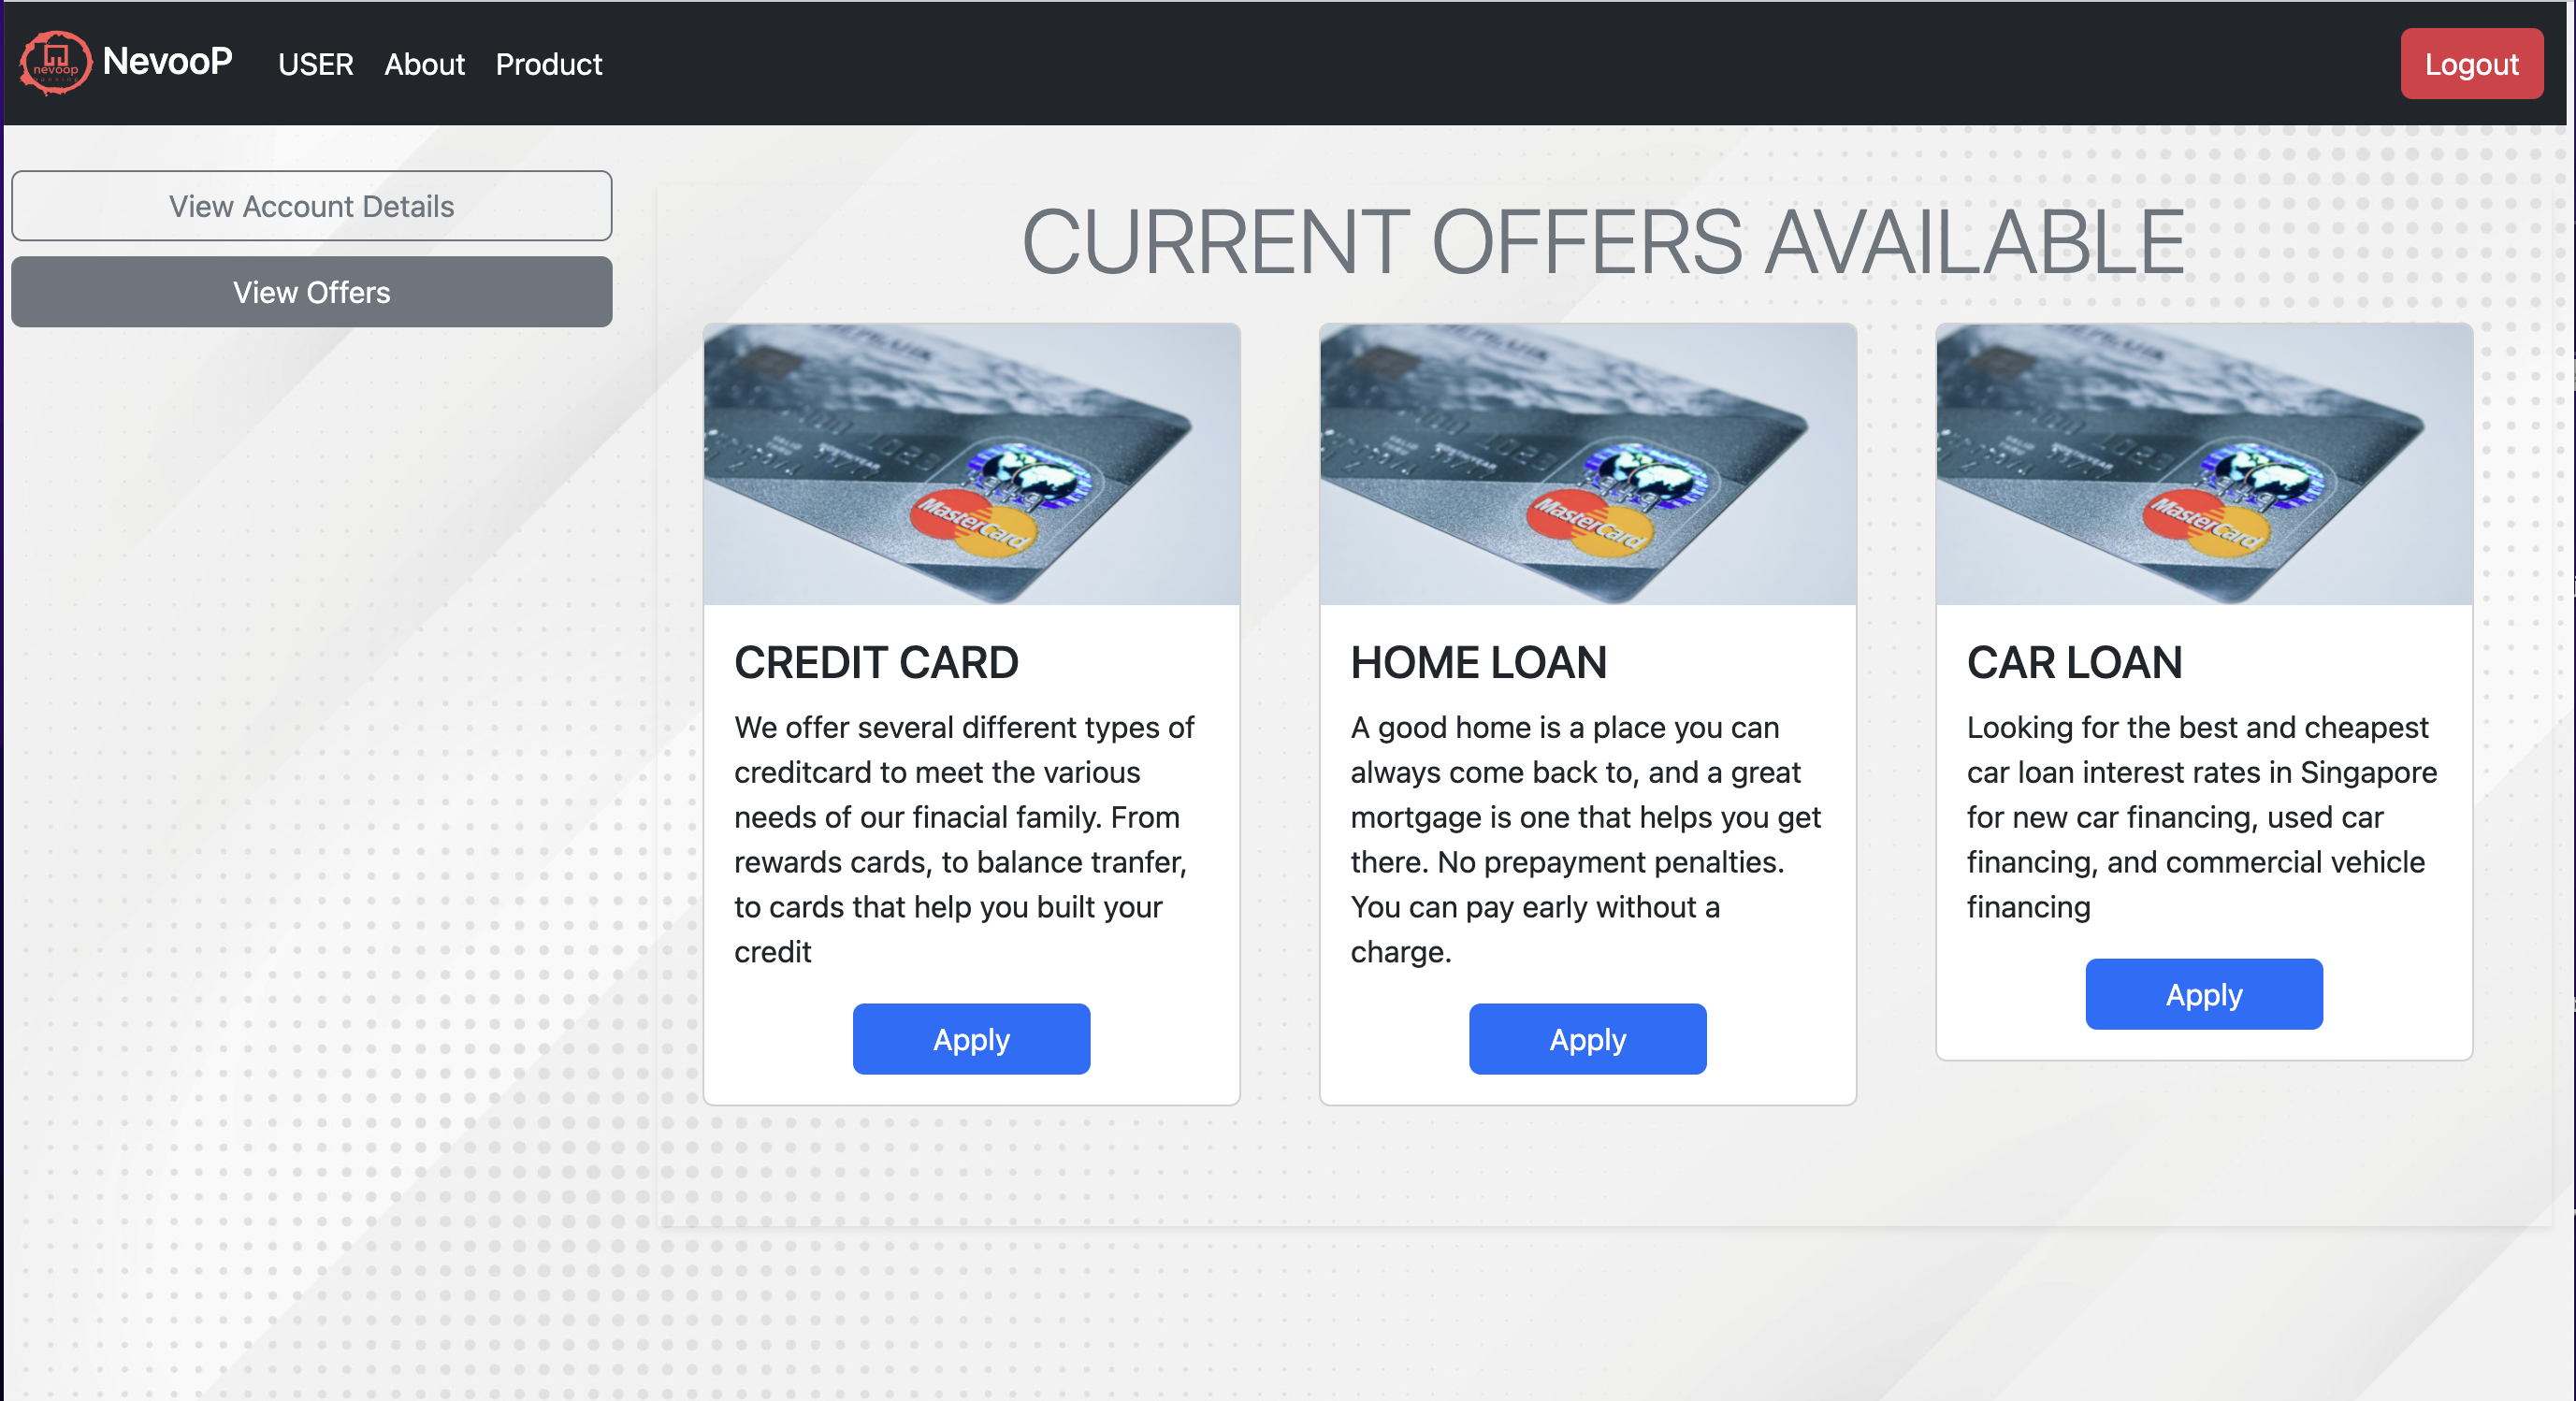 nevoop
NevooP
USER
About
Product
Logout
View Account Details
View Offers
CURRENT OFFERS AVAILABLE
MasterCard
MasterCard
MasterCard
CREDIT CARD
We offer several different types of
creditcard to meet the various
needs of our finacial family. From
rewards cards, to balance tranfer,
to cards that help you built your
credit
Apply
HOME LOAN
A good home is a place you can
always come back to, and a great
mortgage is one that helps you get
there. No prepayment penalties.
You can pay early without a
charge.
Apply
CAR LOAN
Looking for the best and cheapest
car loan interest rates in Singapore
for new car financing, used car
financing, and commercial vehicle
financing
Apply